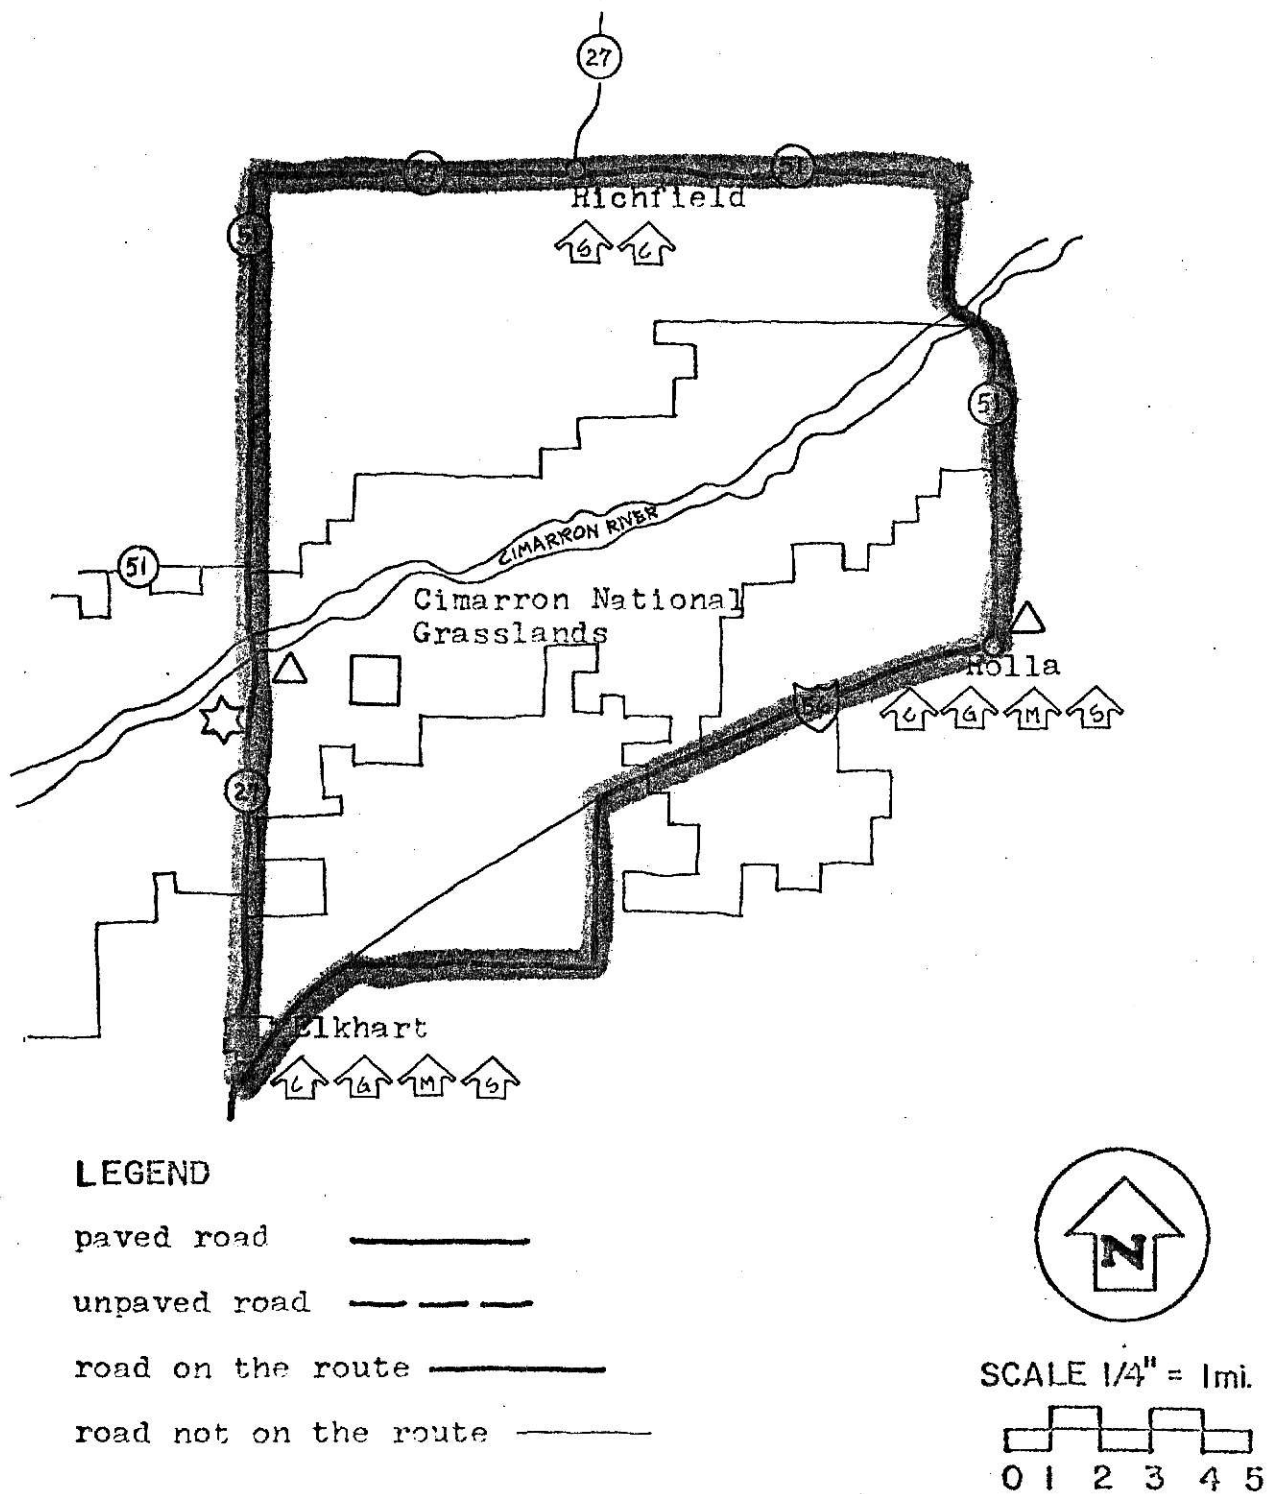 27
51
Richfield
S C
51
51
CIMARRON RIVER
51
Cimarron National
Grasslands
Rolla
56
C G M S
27
Elkhart
C G M S
LEGEND
paved road
unpaved road
road on the route
road not on the route
N
SCALE 1/4" = 1mi.
0 1 2 3 4 5